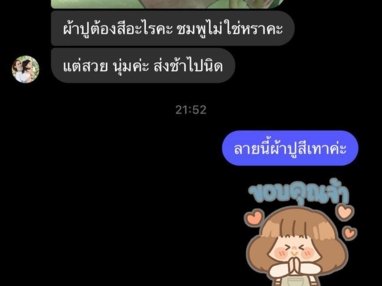 ผ้าปูต้องสีอะไรคะ ชมพูไม่ใช่หราคะ
แต่สวย นุ่มค่ะ ส่งช้าไปนิด
21:52
ลายนี้ผ้าปูสีเทาค่ะ
ขอบคุณเจ้า